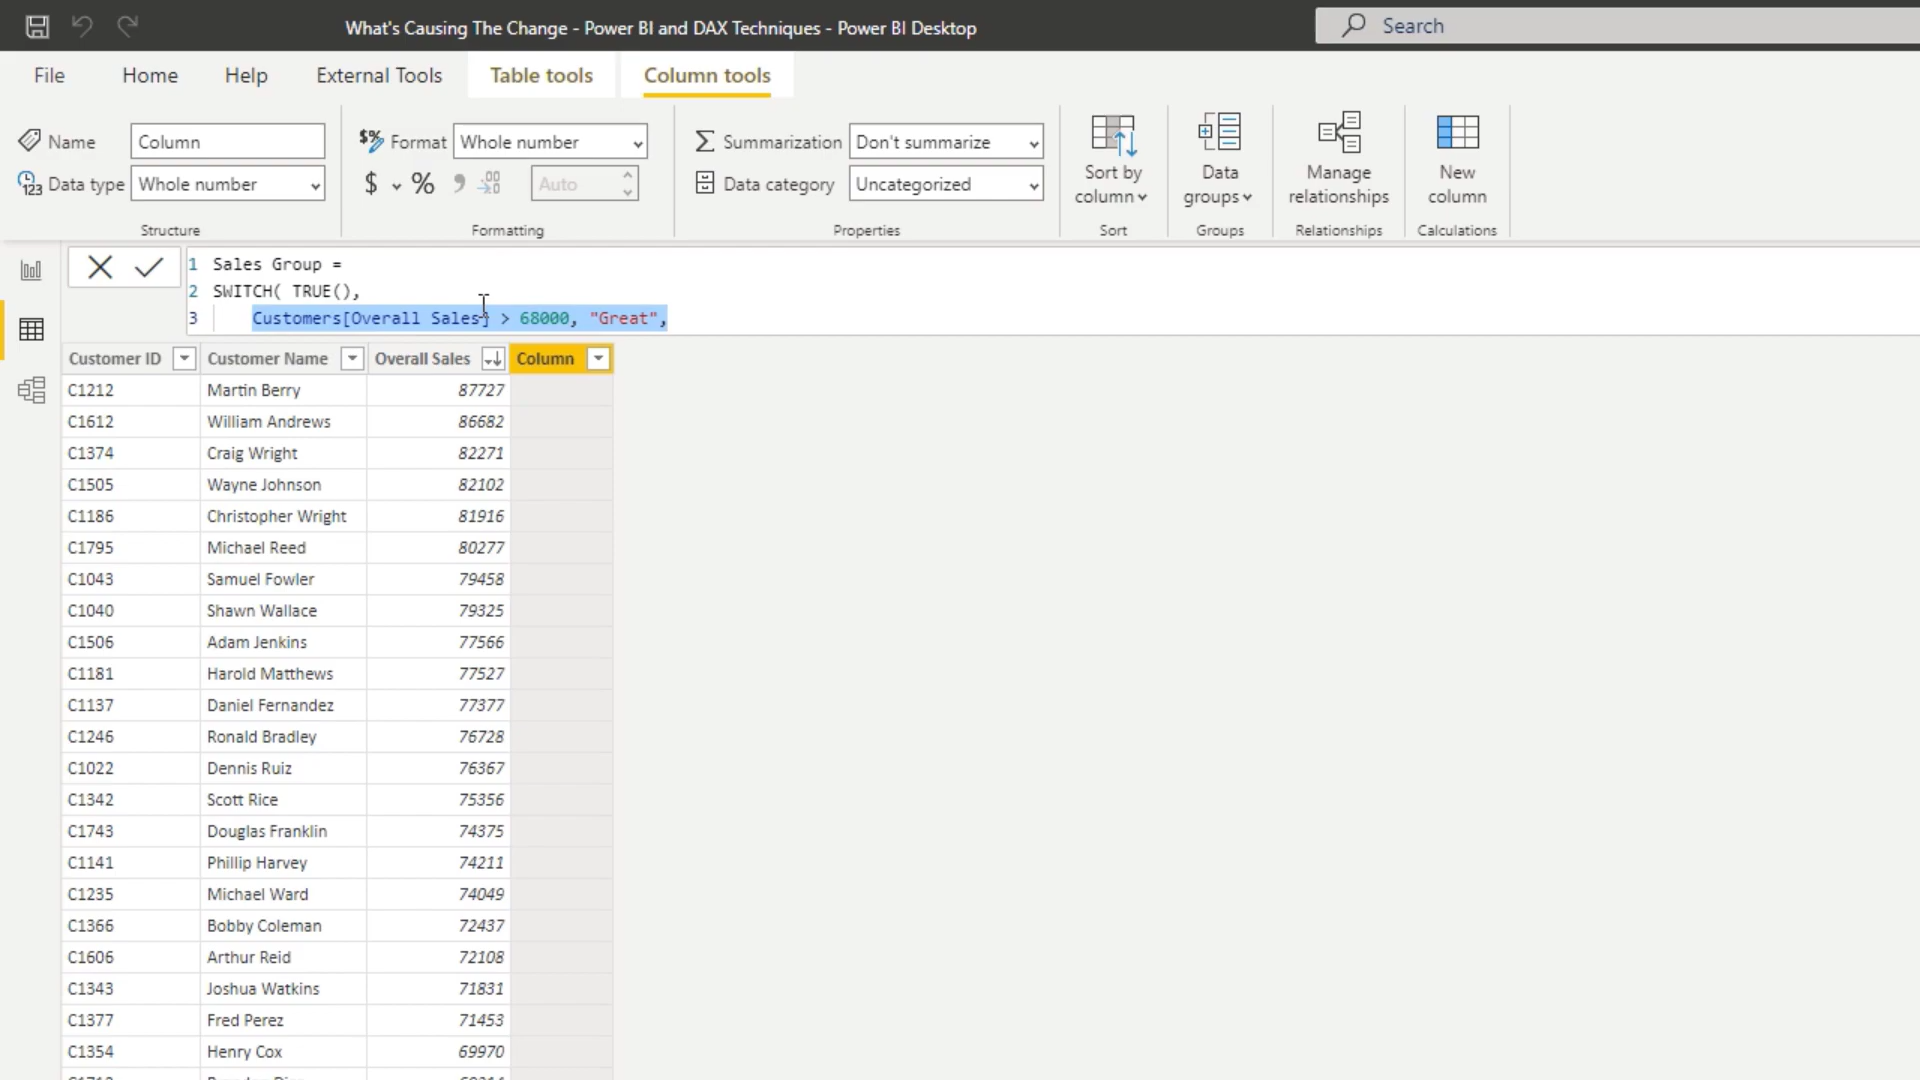 What's Causing The Change - Power BI and DAX Techniques - Power BI Desktop
Search
File Home Help External Tools Table tools Column tools
Name Column
$% Format Whole number
Σ Summarization Don't summarize
123 Data type Whole number
$ % Auto
Data category Uncategorized
Sort by column
Data groups
Manage relationships
New column
Structure Formatting Properties Sort Groups Relationships Calculations
1 Sales Group =
2 SWITCH( TRUE(),
3 Customers[Overall Sales] > 68000, "Great",
Customer ID Customer Name Overall Sales Column
C1212 Martin Berry 87727
C1612 William Andrews 86682
C1374 Craig Wright 82271
C1505 Wayne Johnson 82102
C1186 Christopher Wright 81916
C1795 Michael Reed 80277
C1043 Samuel Fowler 79458
C1040 Shawn Wallace 79325
C1506 Adam Jenkins 77566
C1181 Harold Matthews 77527
C1137 Daniel Fernandez 77377
C1246 Ronald Bradley 76728
C1022 Dennis Ruiz 76367
C1342 Scott Rice 75356
C1743 Douglas Franklin 74375
C1141 Phillip Harvey 74211
C1235 Michael Ward 74049
C1366 Bobby Coleman 72437
C1606 Arthur Reid 72108
C1343 Joshua Watkins 71831
C1377 Fred Perez 71453
C1354 Henry Cox 69970